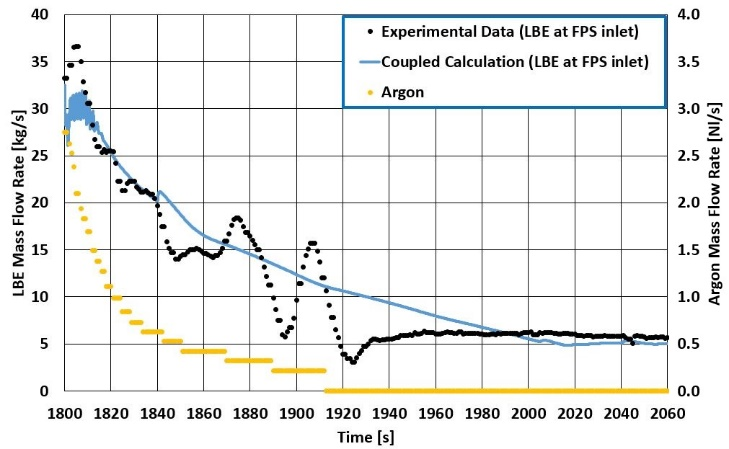 40
35
30
25
20
15
10
5
0
LBE Mass Flow Rate [kg/s]
4.0
3.5
3.0
2.5
2.0
1.5
1.0
0.5
0.0
Argon Mass Flow Rate [Nl/s]
Experimental Data (LBE at FPS inlet)
Coupled Calculation (LBE at FPS inlet)
Argon
1800 1820 1840 1860 1880 1900 1920 1940 1960 1980 2000 2020 2040 2060
Time [s]